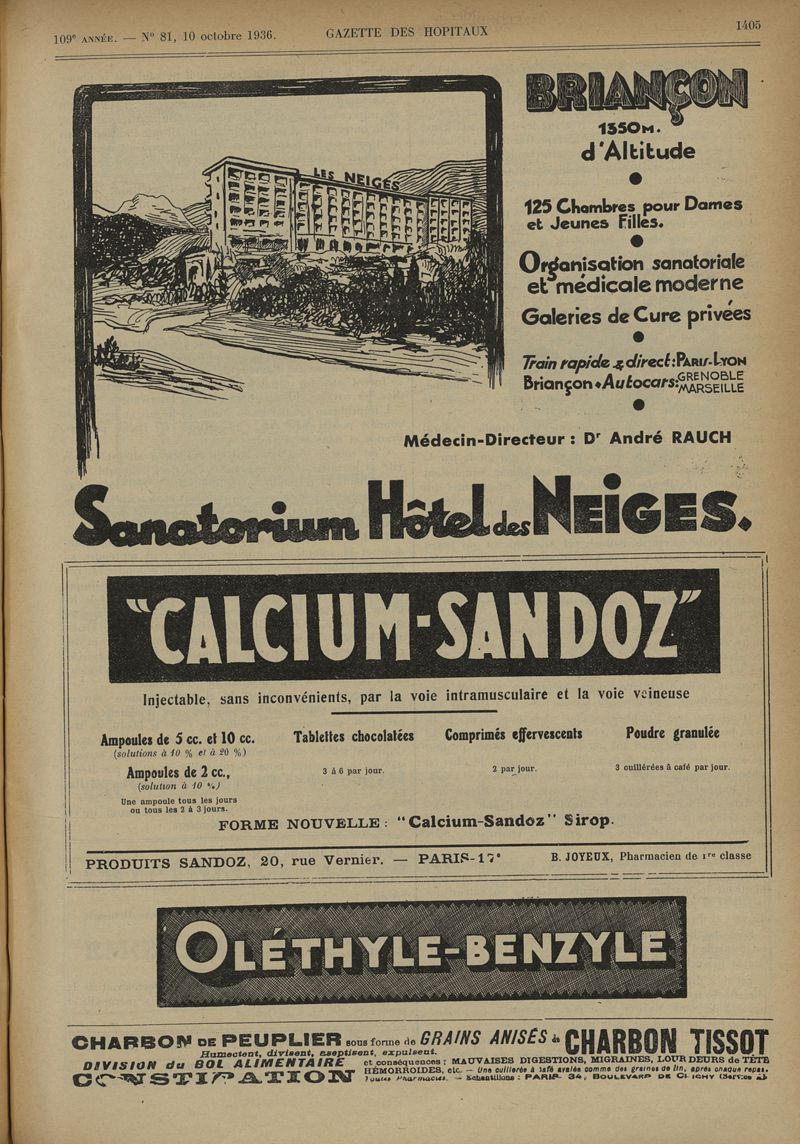 109e ANNÉE. — N° 81, 10 octobre 1936.
GAZETTE DES HOPITAUX
1405
LES NEIGES
BRIANÇON
1350M.
d'Altitude
125 Chambres pour Dames
et Jeunes Filles.
Organisation sanatoriale
et médicale moderne
Galeries de Cure privées
Train rapide & direct: PARIS-LYON
Briançon • Autocars: GRENOBLE
MARSEILLE
Médecin-Directeur : Dr André RAUCH
Sanatorium Hôtel des NEIGES.
"CALCIUM-SANDOZ"
Injectable, sans inconvénients, par la voie intramusculaire et la voie veineuse
Ampoules de 5 cc. et 10 cc.
(solutions à 10 % et à 20 %)
Ampoules de 2 cc.,
(solution à 10 %)
Une ampoule tous les jours
ou tous les 2 à 3 jours.
Tablettes chocolatées
3 à 6 par jour.
Comprimés effervescents
2 par jour.
Poudre granulée
3 cuillérées à café par jour.
FORME NOUVELLE : "Calcium-Sandoz" Sirop.
PRODUITS SANDOZ, 20, rue Vernier. — PARIS-17e
B. JOYEUX, Pharmacien de 1re classe
OLÉTHYLE-BENZYLE
CHARBON DE PEUPLIER sous forme de GRAINS ANISÉS de CHARBON TISSOT
Humectent, divisent, aseptisent, expulsent.
DIVISION du BOL ALIMENTAIRE
CONSTIPATION
et conséquences : MAUVAISES DIGESTIONS, MIGRAINES, LOURDEURS de TÊTE
HÉMORROIDES, etc. — Une cuillerée à café avalée comme des graines de lin, après chaque repas.
Toutes Pharmacies. — Echantillons : PARIS - 34, BOULEVARD DE CLICHY